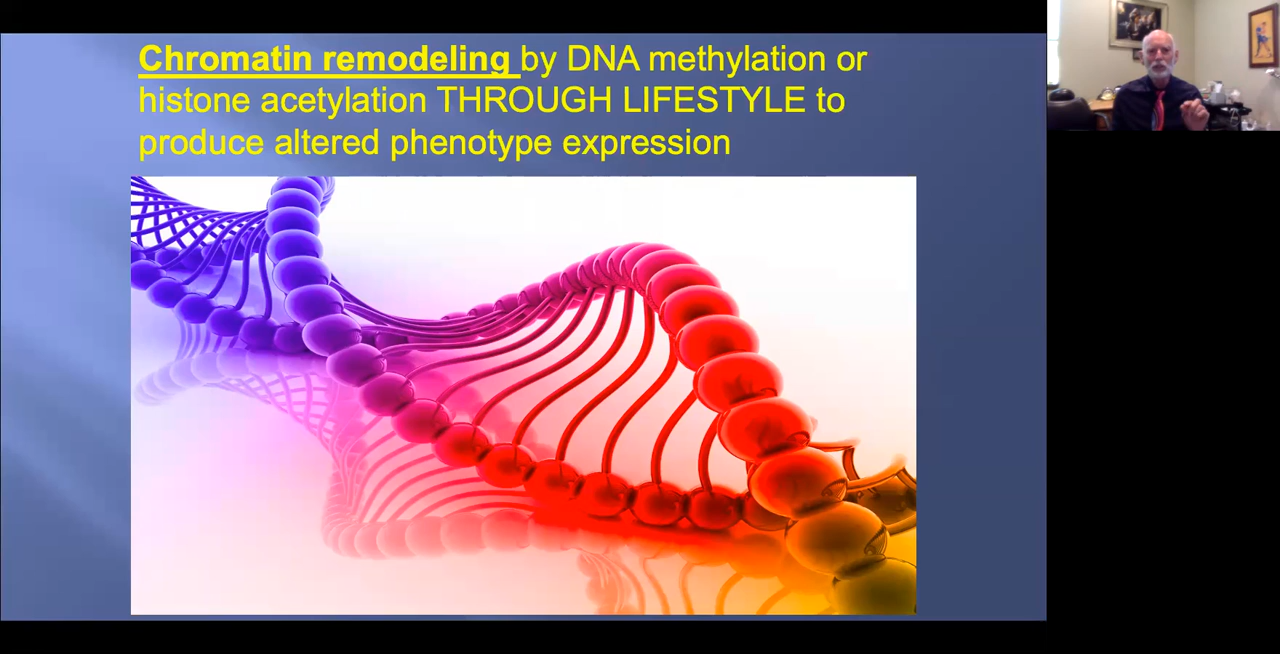 Chromatin remodeling by DNA methylation or
histone acetylation THROUGH LIFESTYLE to
produce altered phenotype expression